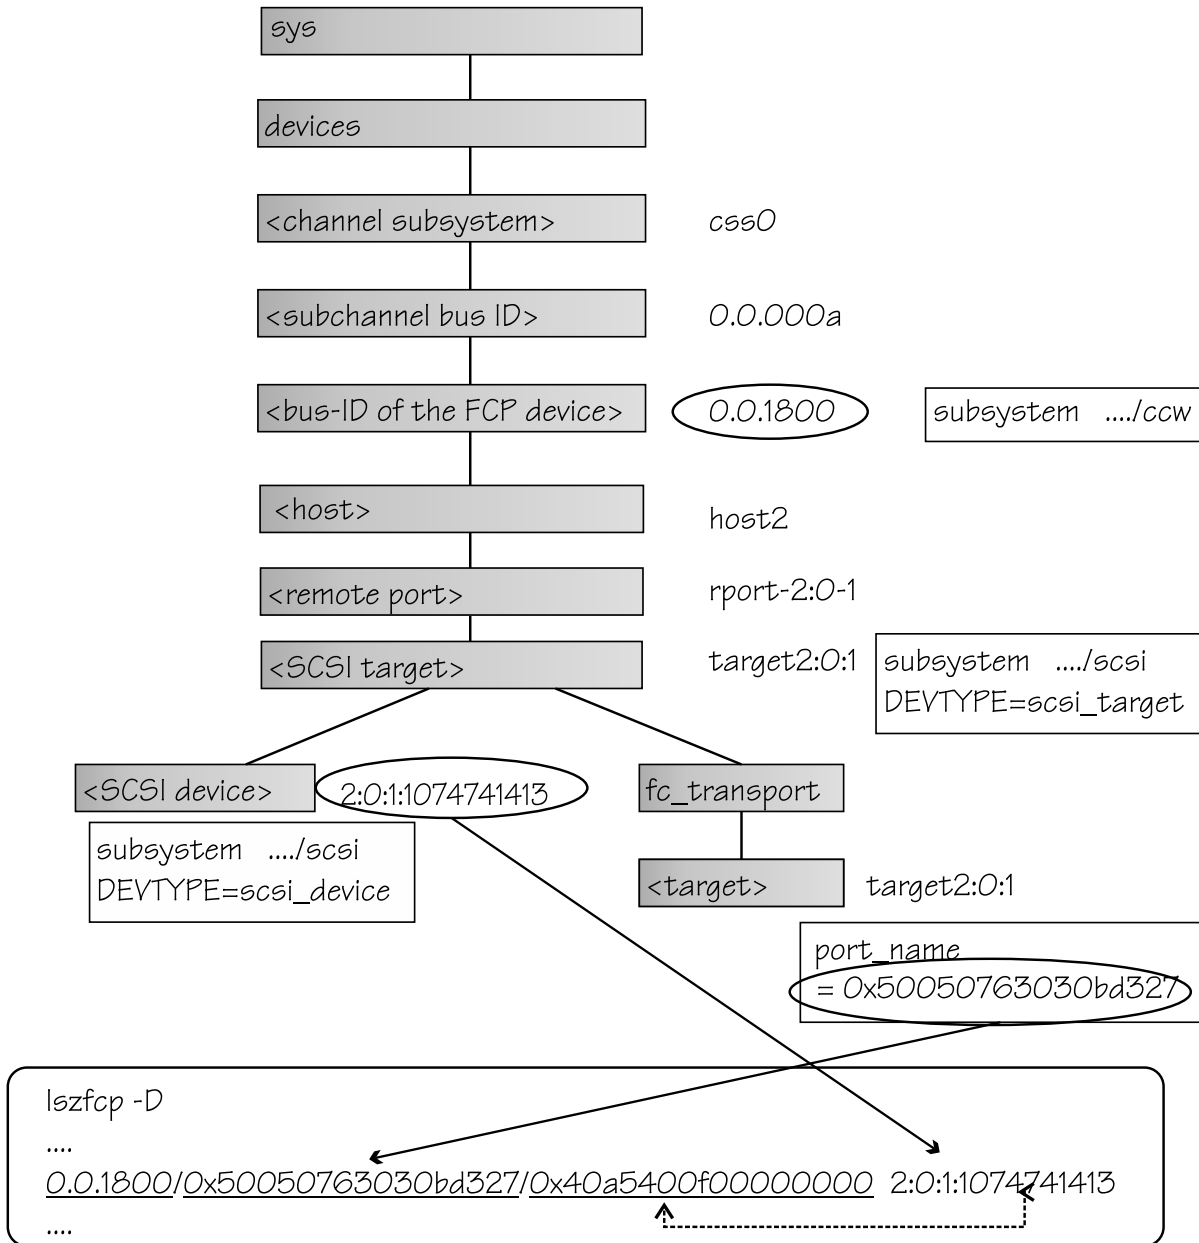 sys
devices
<channel subsystem> css0
<subchannel bus ID> 0.0.000a
<bus-ID of the FCP device> 0.0.1800 subsystem ..../ccw
<host> host2
<remote port> rport-2:0-1
<SCSI target> target2:0:1
subsystem ..../scsi
DEVTYPE=scsi_target
<SCSI device> 2:0:1:1074741413
subsystem ..../scsi
DEVTYPE=scsi_device
fc_transport
<target> target2:0:1
port_name
= 0x50050763030bd327
lszfcp -D
....
0.0.1800/0x50050763030bd327/0x40a5400f00000000 2:0:1:1074741413
....